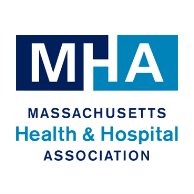 MHA
MASSACHUSETTS
Health & Hospital
ASSOCIATION